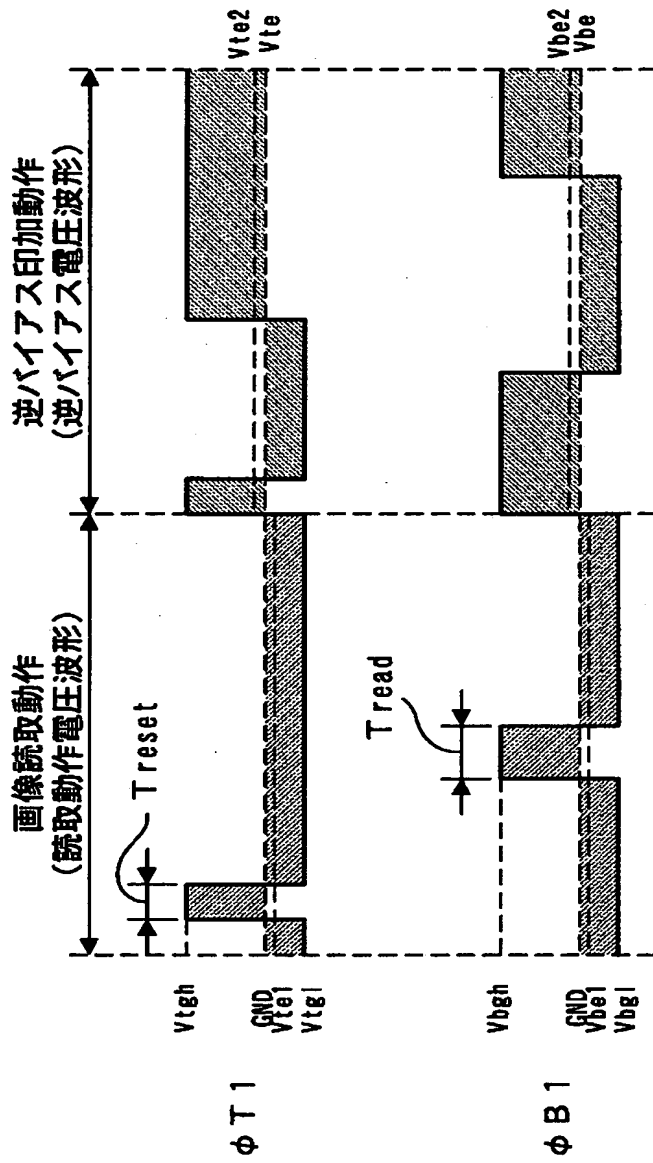 画像読取動作
(読取動作電圧波形)
逆バイアス印加動作
(逆バイアス電圧波形)
Treset
φT1
Vtgh
GND
Vte1
Vtgl
Vte2
Vte
Tread
φB1
Vbgh
GND
Vbe1
Vbgl
Vbe2
Vbe